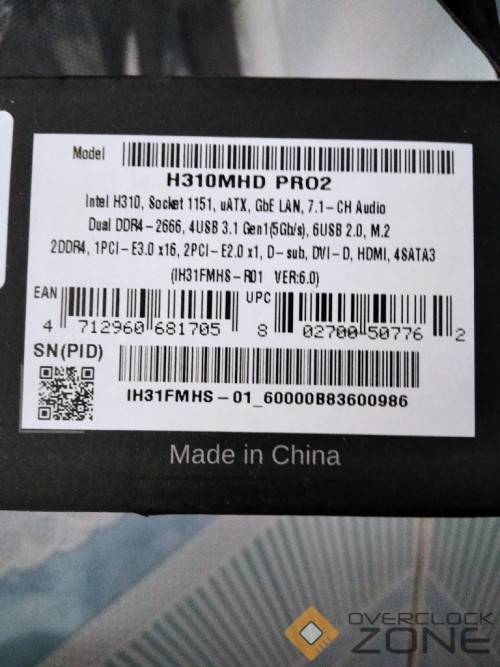 Model
H310MHD PRO2
Intel H310, Socket 1151, uATX, GbE LAN, 7.1-CH Audio
Dual DDR4-2666, 4USB 3.1 Gen1(5Gb/s), 6USB 2.0, M.2
2DDR4, 1PCI-E3.0 x16, 2PCI-E2.0 x1, D-sub, DVI-D, HDMI, 4SATA3
(IH31FMHS-R01 VER:6.0)
EAN UPC
4 712960 681705 8 02700 50776 2
SN(PID)
IH31FMHS-01_60000B83600986
Made in China
OVERCLOCK
ZONE